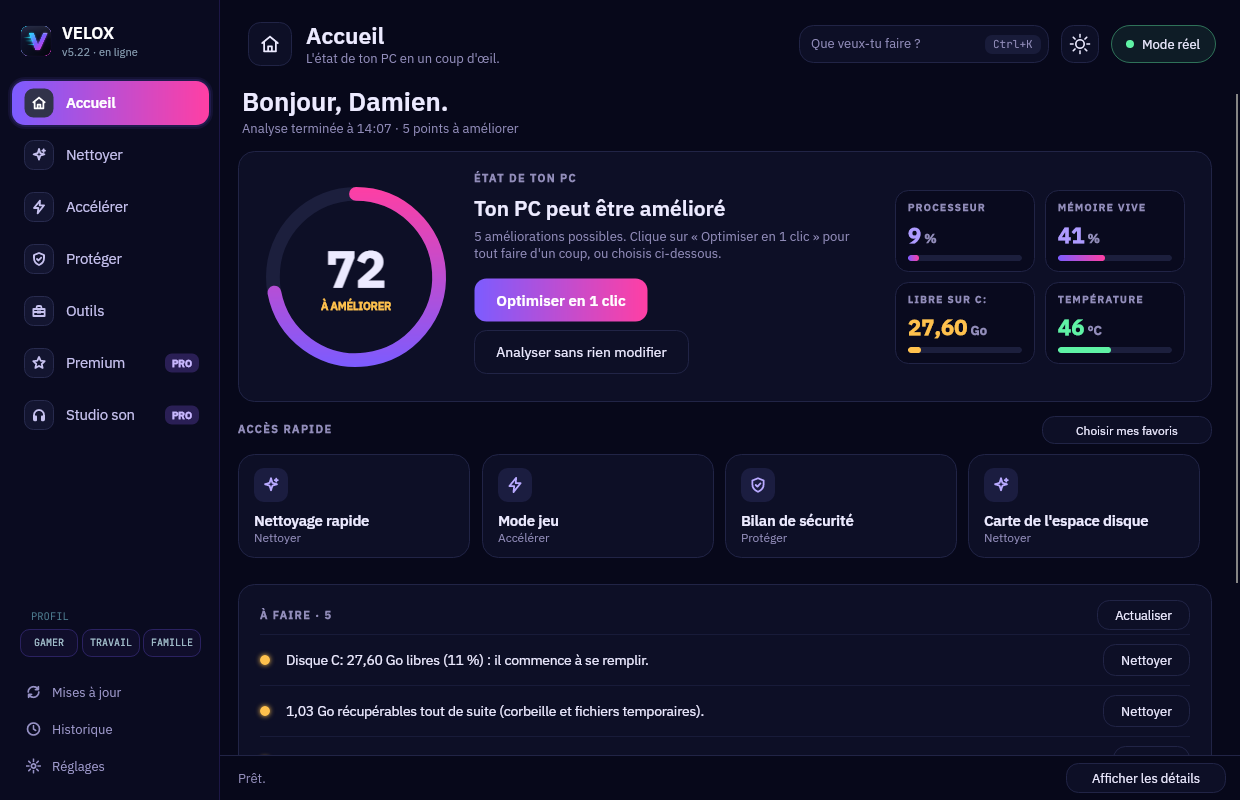 VELOX
v5.22 · en ligne
Accueil
Nettoyer
Accélérer
Protéger
Outils
Premium PRO
Studio son PRO
PROFIL
GAMER TRAVAIL FAMILLE
Mises à jour
Historique
Réglages
Accueil
L'état de ton PC en un coup d'œil.
Que veux-tu faire ? Ctrl+K
Mode réel
Bonjour, Damien.
Analyse terminée à 14:07 · 5 points à améliorer
72
À AMÉLIORER
ÉTAT DE TON PC
Ton PC peut être amélioré
5 améliorations possibles. Clique sur « Optimiser en 1 clic » pour
tout faire d'un coup, ou choisis ci-dessous.
Optimiser en 1 clic
Analyser sans rien modifier
PROCESSEUR
9 %
MÉMOIRE VIVE
41 %
LIBRE SUR C:
27,60 Go
TEMPÉRATURE
46 °C
ACCÈS RAPIDE
Choisir mes favoris
Nettoyage rapide
Nettoyer
Mode jeu
Accélérer
Bilan de sécurité
Protéger
Carte de l'espace disque
Nettoyer
À FAIRE · 5
Actualiser
Disque C: 27,60 Go libres (11 %) : il commence à se remplir.
Nettoyer
1,03 Go récupérables tout de suite (corbeille et fichiers temporaires).
Nettoyer
Prêt.
Afficher les détails